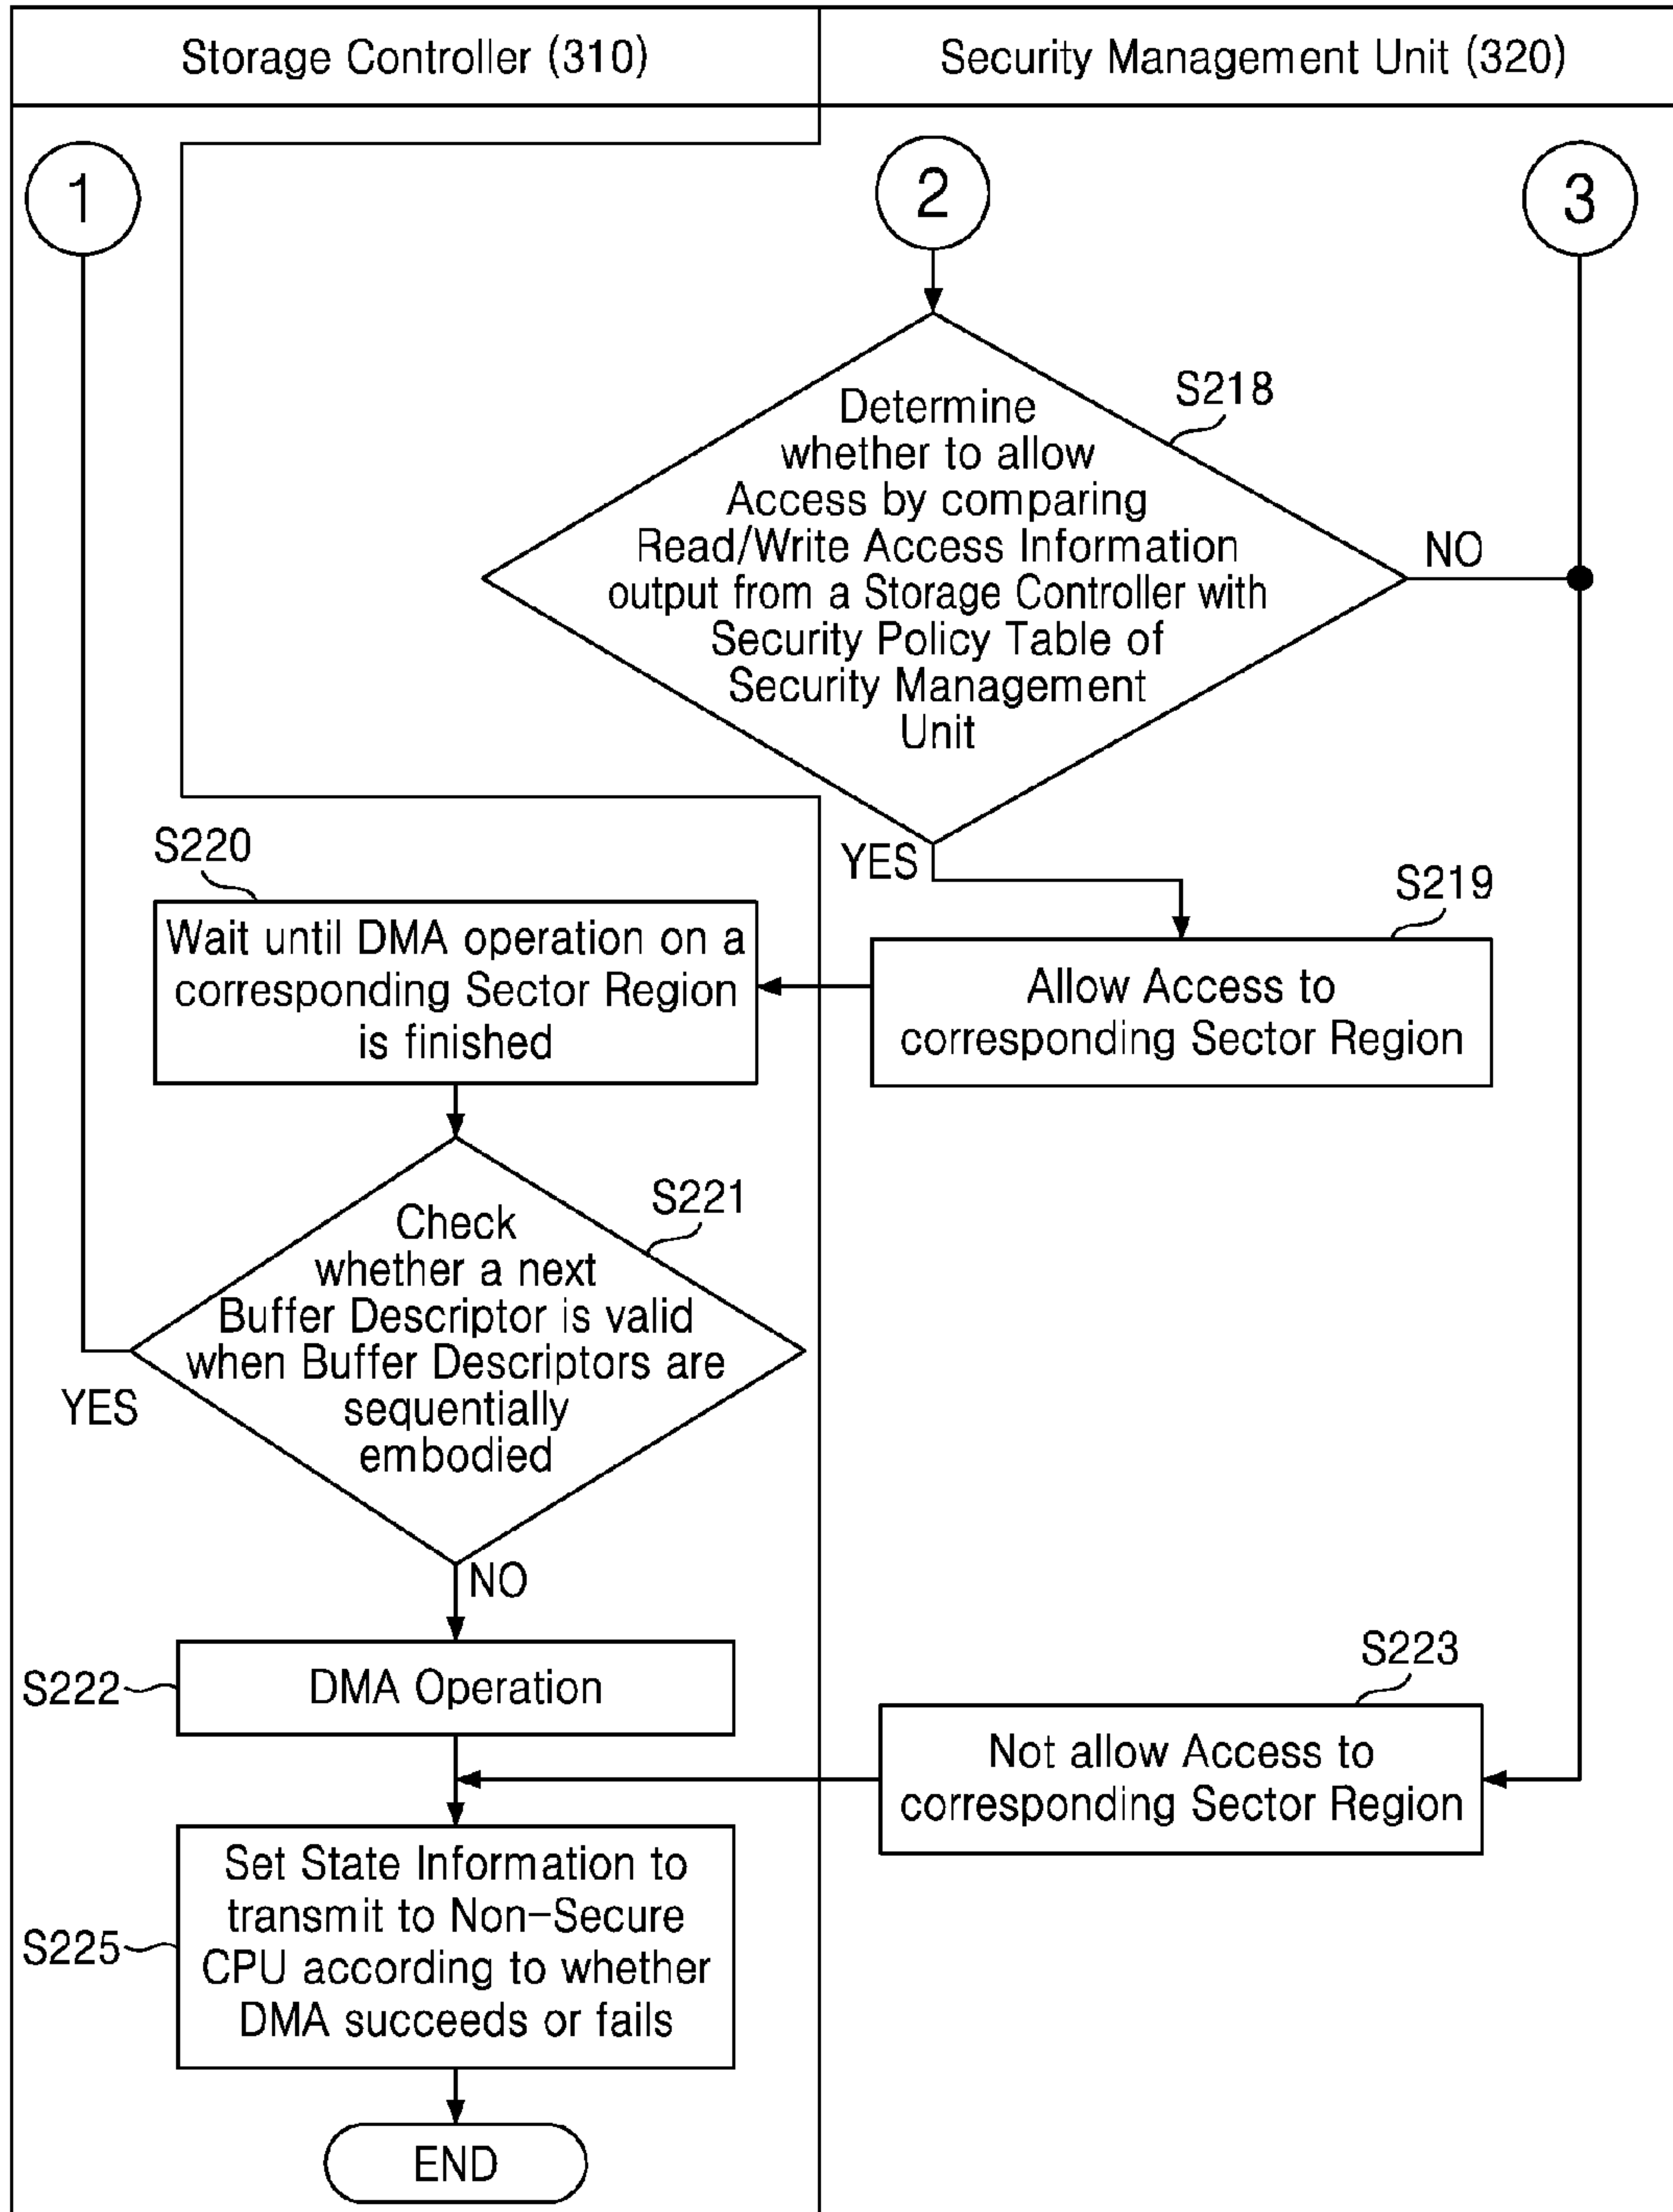 Storage Controller (310)
Security Management Unit (320)
1
2
3
S218
Determine
whether to allow
Access by comparing
Read/Write Access Information
output from a Storage Controller with
Security Policy Table of
Security Management
Unit
NO
YES
S219
Allow Access to
corresponding Sector Region
S220
Wait until DMA operation on a
corresponding Sector Region
is finished
S221
Check
whether a next
Buffer Descriptor is valid
when Buffer Descriptors are
sequentially
embodied
YES
NO
S222
DMA Operation
S223
Not allow Access to
corresponding Sector Region
S225
Set State Information to
transmit to Non-Secure
CPU according to whether
DMA succeeds or fails
END